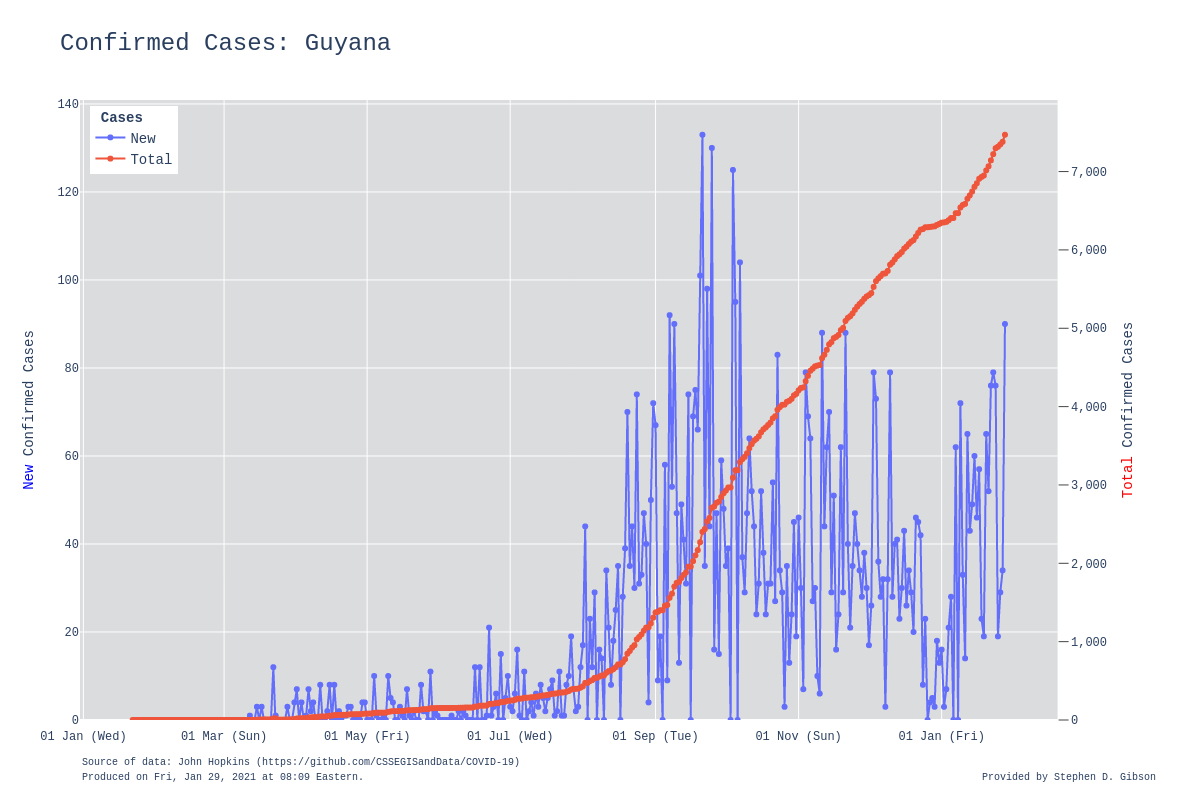 Confirmed Cases: Guyana
Cases
New
Total
140
120
100
80
60
40
20
0
7,000
6,000
5,000
4,000
3,000
2,000
1,000
0
New Confirmed Cases
Total Confirmed Cases
01 Jan (Wed)
01 Mar (Sun)
01 May (Fri)
01 Jul (Wed)
01 Sep (Tue)
01 Nov (Sun)
01 Jan (Fri)
Source of data: John Hopkins (https://github.com/CSSEGISandData/COVID-19)
Produced on Fri, Jan 29, 2021 at 08:09 Eastern.
Provided by Stephen D. Gibson